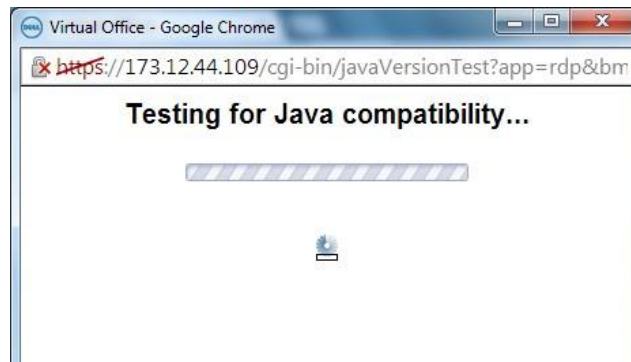 DELL
Virtual Office - Google Chrome
https://173.12.44.109/cgi-bin/javaVersionTest?app=rdp&bm
Testing for Java compatibility...